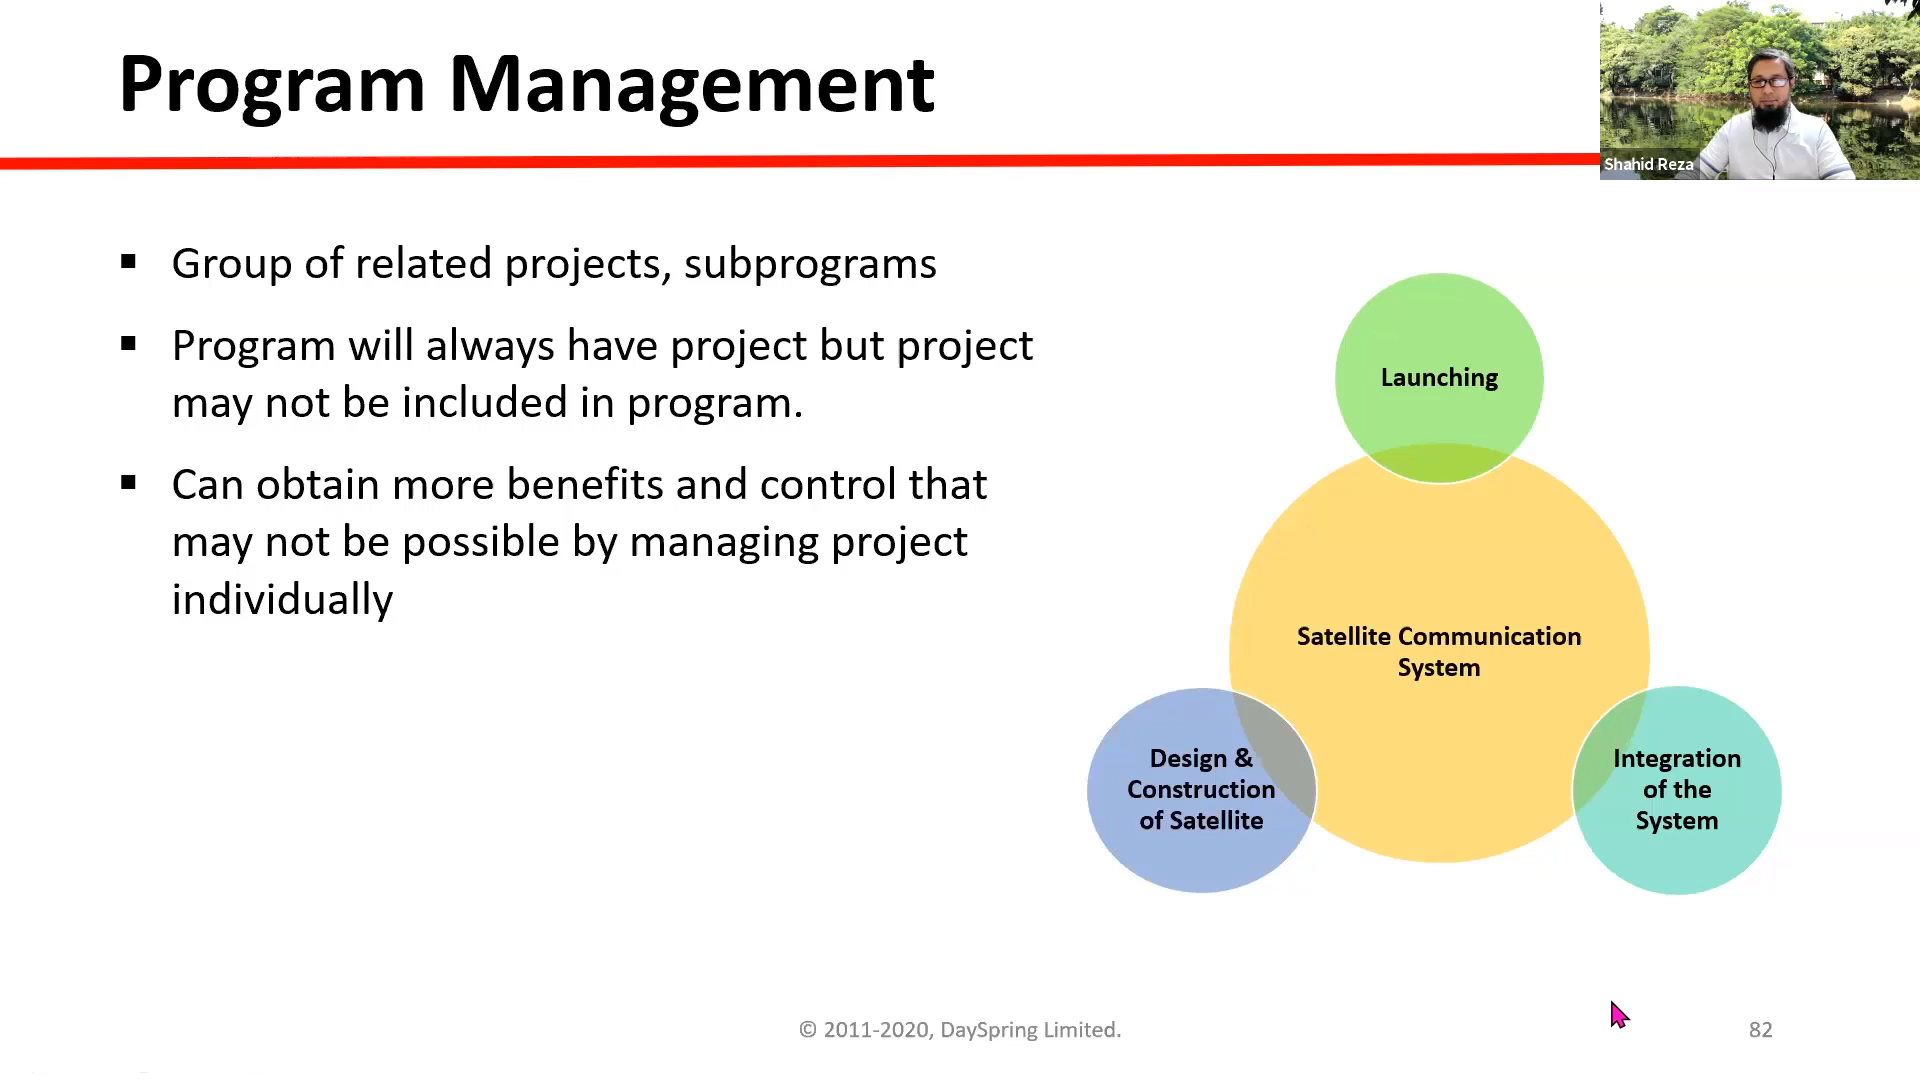 Program Management
Shahid Reza
▪ Group of related projects, subprograms
▪ Program will always have project but project
may not be included in program.
▪ Can obtain more benefits and control that
may not be possible by managing project
individually
Launching
Satellite Communication
System
Design &
Construction
of Satellite
Integration
of the
System
© 2011-2020, DaySpring Limited.
82